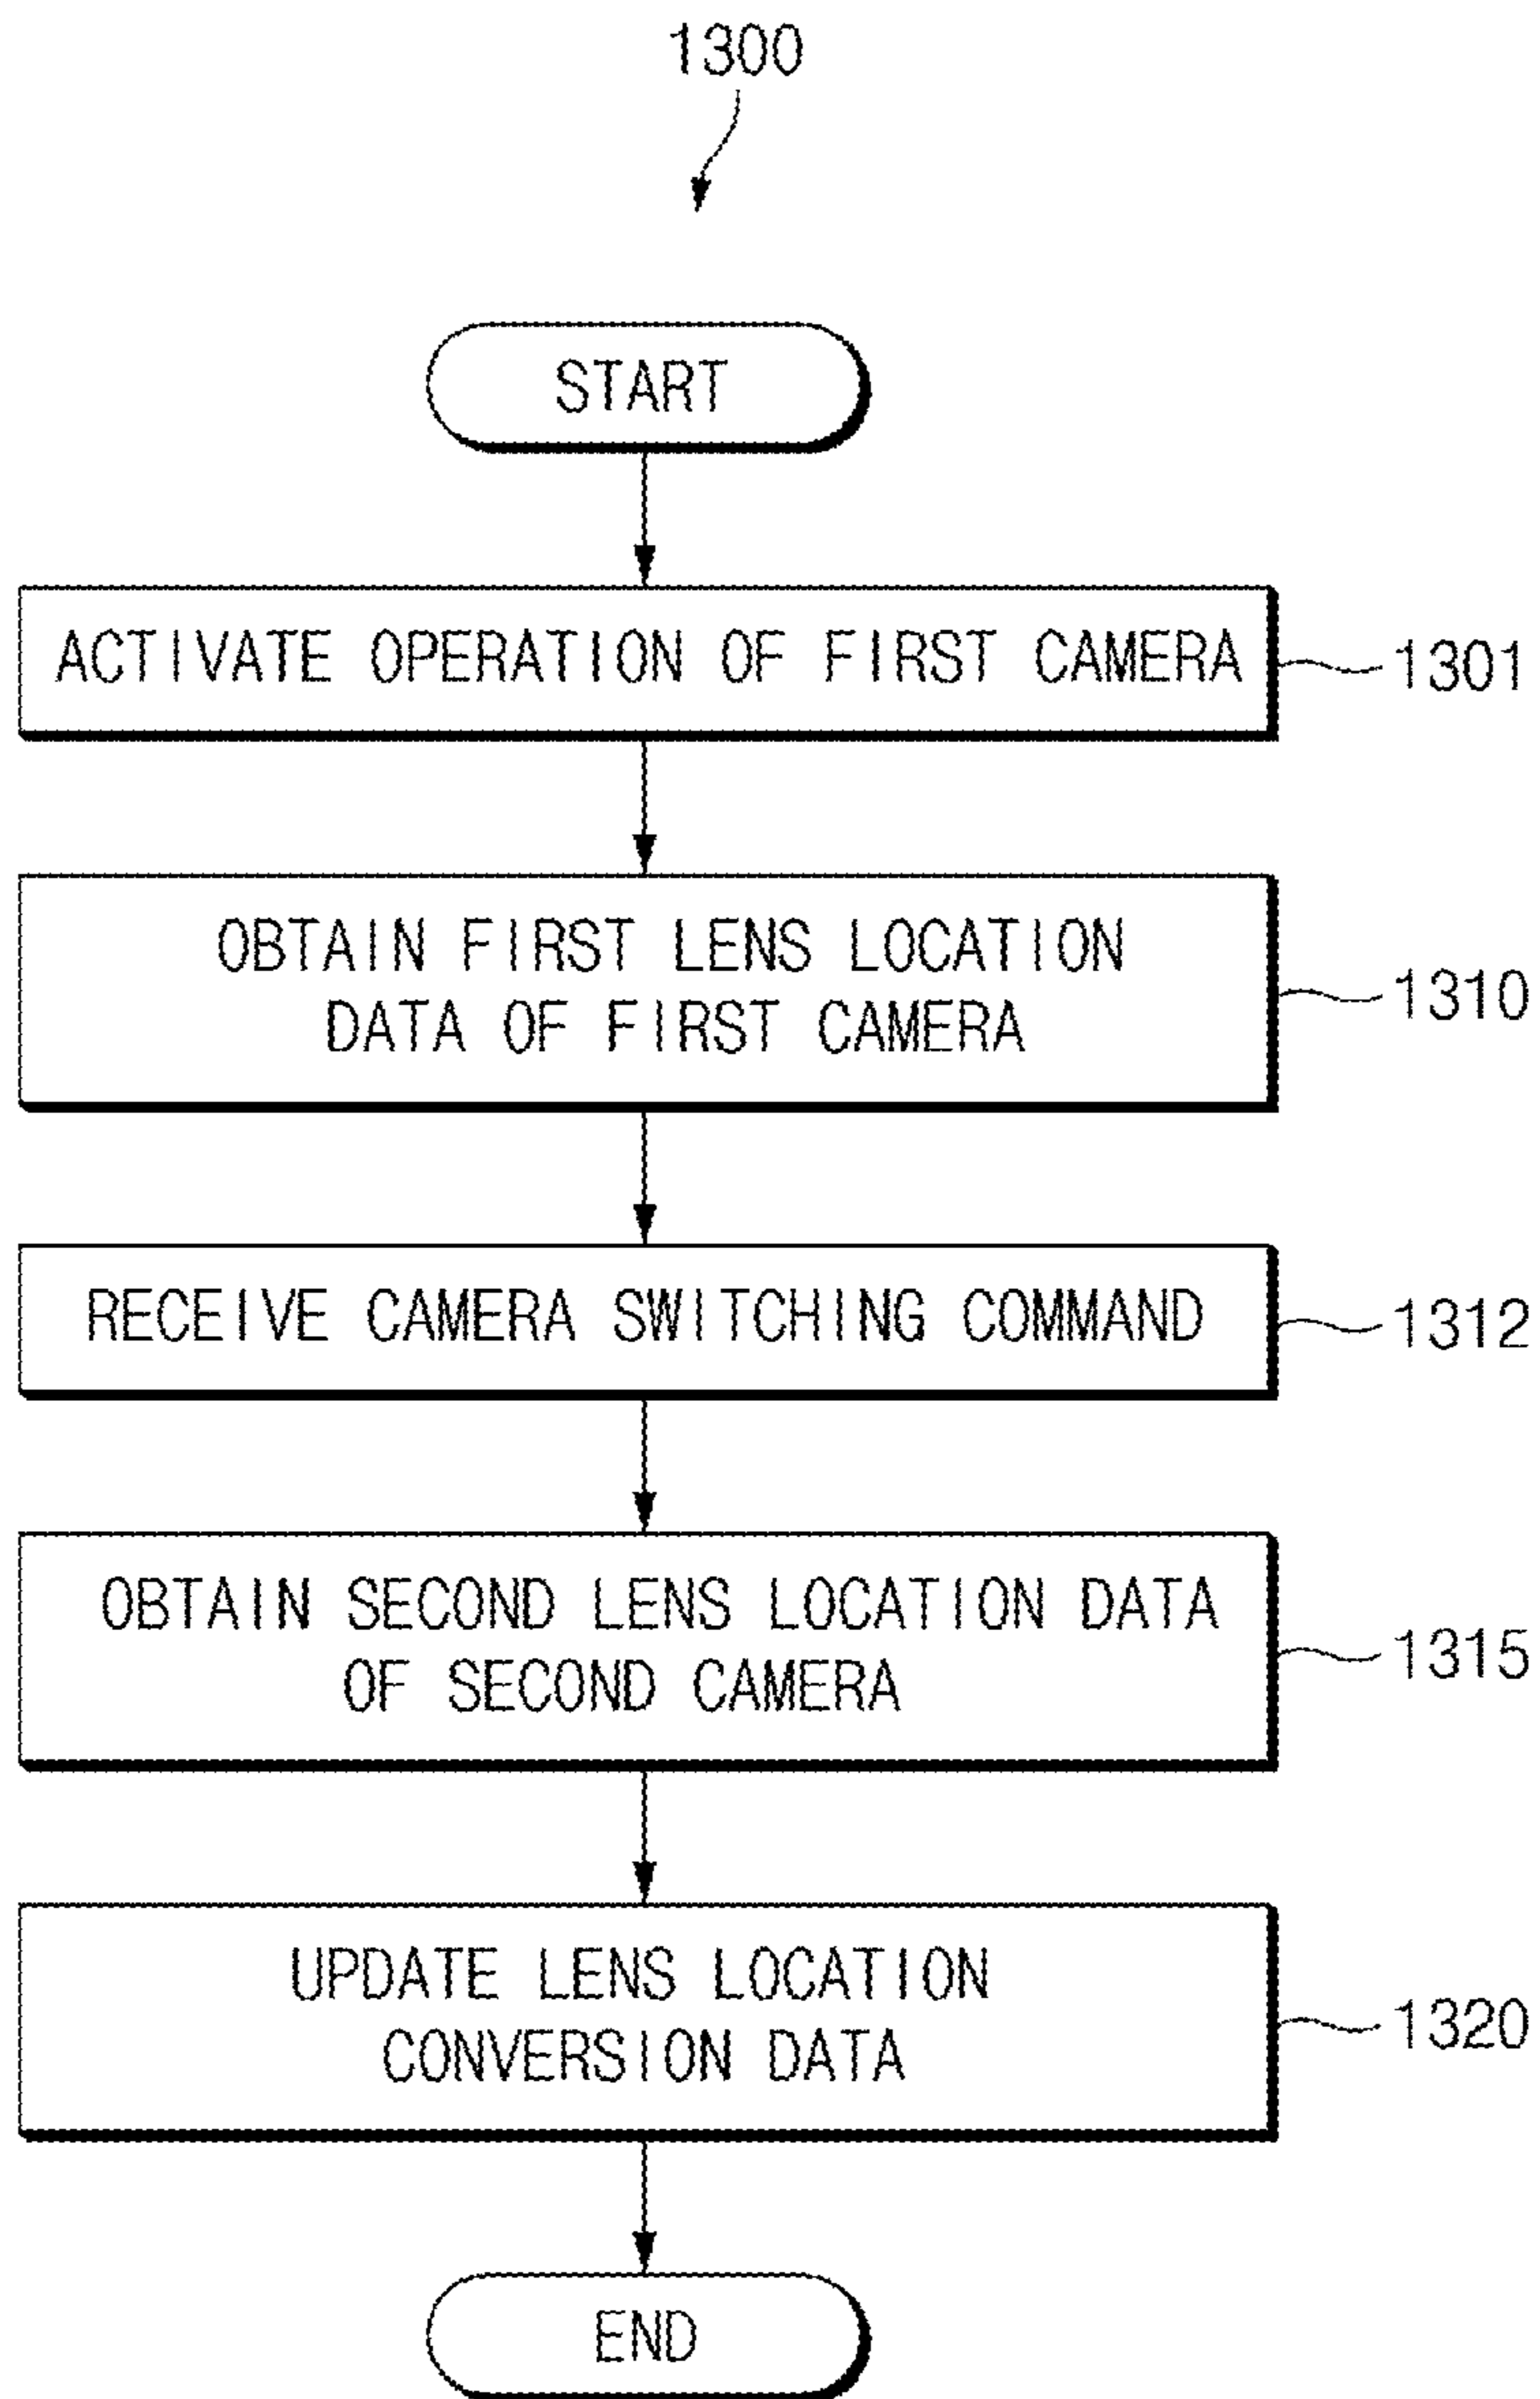 1300
START
ACTIVATE OPERATION OF FIRST CAMERA
1301
OBTAIN FIRST LENS LOCATION
DATA OF FIRST CAMERA
1310
RECEIVE CAMERA SWITCHING COMMAND
1312
OBTAIN SECOND LENS LOCATION DATA
OF SECOND CAMERA
1315
UPDATE LENS LOCATION
CONVERSION DATA
1320
END